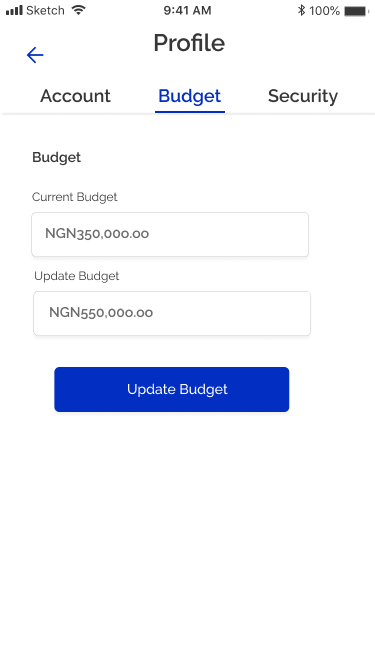 Sketch 9:41 AM 100%
Profile
Account Budget Security
Budget
Current Budget
NGN350,000.00
Update Budget
NGN550,000.00
Update Budget